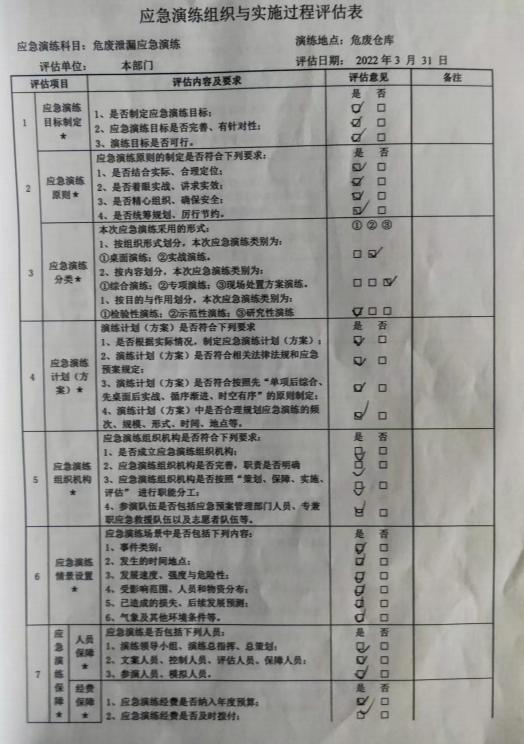 应急演练组织与实施过程评估表
应急演练科目：危废泄漏应急演练 演练地点：危废仓库
评估单位： 本部门 评估日期：2022年3月31日
评估项目 评估内容及要求 评估意见 备注
是 否
1 应急演练目标制定★
1、是否制定应急演练目标；
2、应急演练目标是否完善、有针对性；
3、演练目标是否可行。
2 应急演练原则★
应急演练原则的制定是否符合下列要求： 是 否
1、是否结合实际、合理定位；
2、是否着眼实战、讲求实效；
3、是否精心组织、确保安全；
4、是否统筹规划、厉行节约。
3 应急演练分类★
本次应急演练采用的形式： ① ② ③
1、按组织形式划分，本次应急演练类别为：
①桌面演练；②实战演练。
2、按内容划分，本次应急演练类别为：
①综合演练；②专项演练；③现场处置方案演练。
1、按目的与作用划分，本次应急演练类别为：
①检验性演练；②示范性演练；③研究性演练
4 应急演练计划（方案）★
演练计划（方案）是否符合下列要求 是 否
1、是否根据实际情况，制定应急演练计划（方案）；
2、演练计划（方案）是否符合相关法律法规和应急
预案规定；
3、演练计划（方案）是否符合按照先“单项后综合、
先桌面后实战、循序渐进、时空有序”的原则制定；
4、演练计划（方案）中是否合理规划应急演练的频
次、规模、形式、时间、地点等。
5 应急演练组织机构★
应急演练组织机构是否符合下列要求： 是 否
1、是否成立应急演练组织机构；
2、应急演练组织机构是否完善，职责是否明确
3、应急演练组织机构是否按照“策划、保障、实施、
评估” 进行职能分工；
4、参演队伍是否包括应急预案管理部门人员、专兼
职应急救援队伍以及志愿者队伍等。
6 应急演练情景设置★
应急演练场景中是否包括下列内容： 是 否
1、事件类别；
2、发生的时间地点；
3、发展速度、强度与危险性；
4、受影响范围、人员和物资分布；
5、已造成的损失、后续发展预测；
6、气象及其他环境条件等。
7 应急演练保障★
人员保障★
应急演练是否包括下列人员： 是 否
1、演练领导小组、演练总指挥、总策划；
2、文案人员、控制人员、评估人员、保障人员；
3、参演人员、模拟人员。
经费保障★
是 否
1、应急演练经费是否纳入年度预算；
2、应急演练经费是否及时拨付；